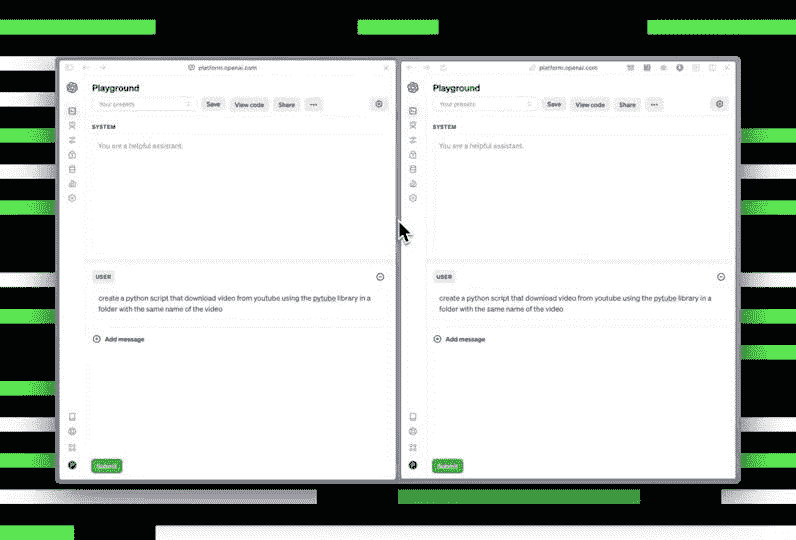 platform.openai.com
Playground
Your presets
Save
View code
Share
SYSTEM
You are a helpful assistant.
USER
create a python script that download video from youtube using the pytube library in a
folder with the same name of the video
Add message
Submit
platform.openai.com
Playground
Your presets
Save
View code
Share
SYSTEM
You are a helpful assistant.
USER
create a python script that download video from youtube using the pytube library in a
folder with the same name of the video
Add message
Submit